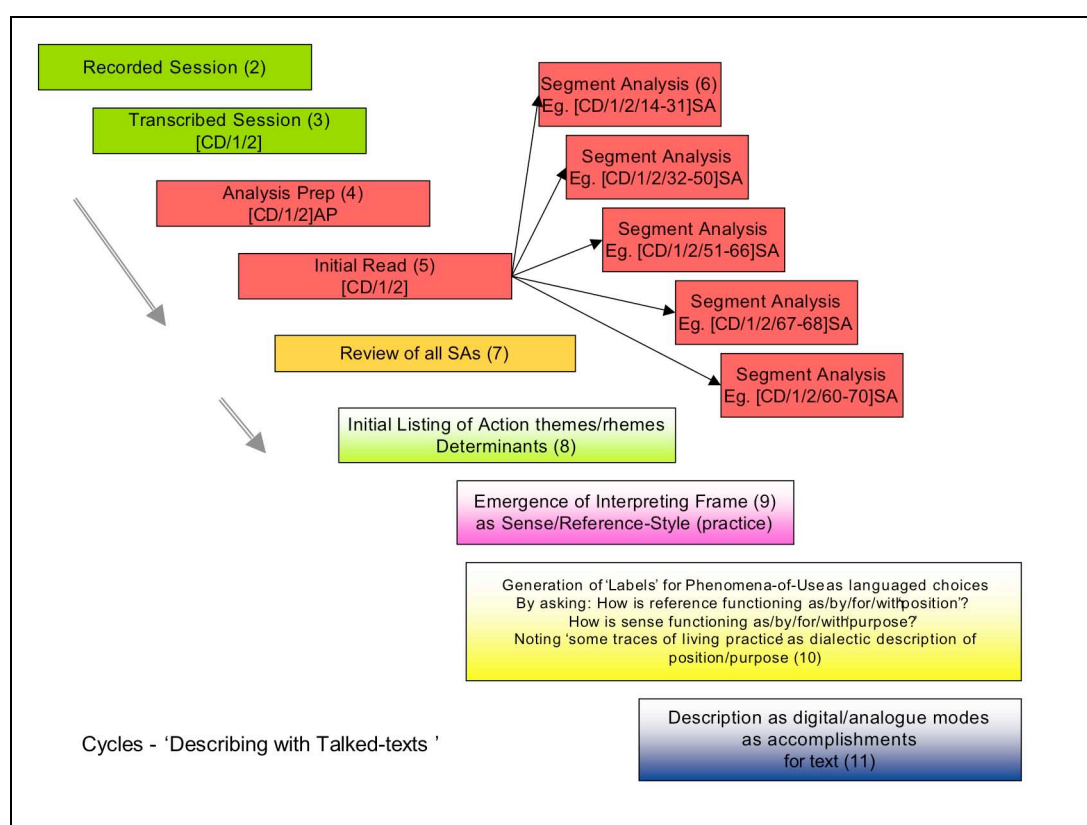 Recorded Session (2)
Transcribed Session (3)
[CD/1/2]
Analysis Prep (4)
[CD/1/2]AP
Initial Read (5)
[CD/1/2]
Segment Analysis (6)
Eg. [CD/1/2/14-31]SA
Segment Analysis
Eg. [CD/1/2/32-50]SA
Segment Analysis
Eg. [CD/1/2/51-66]SA
Segment Analysis
Eg. [CD/1/2/67-68]SA
Segment Analysis
Eg. [CD/1/2/60-70]SA
Review of all SAs (7)
Initial Listing of Action themes/rhemes
Determinants (8)
Emergence of Interpreting Frame (9)
as Sense/Reference-Style (practice)
Generation of 'Labels' for Phenomena-of-Useas languaged choices
By asking: How is reference functioning as/by/for/with'position'?
How is sense functioning as/by/for/with'purpose?'
Noting 'some traces of living practice' as dialectic description of
position/purpose (10)
Description as digital/analogue modes
as accomplishments
for text (11)
Cycles - 'Describing with Talked-texts '